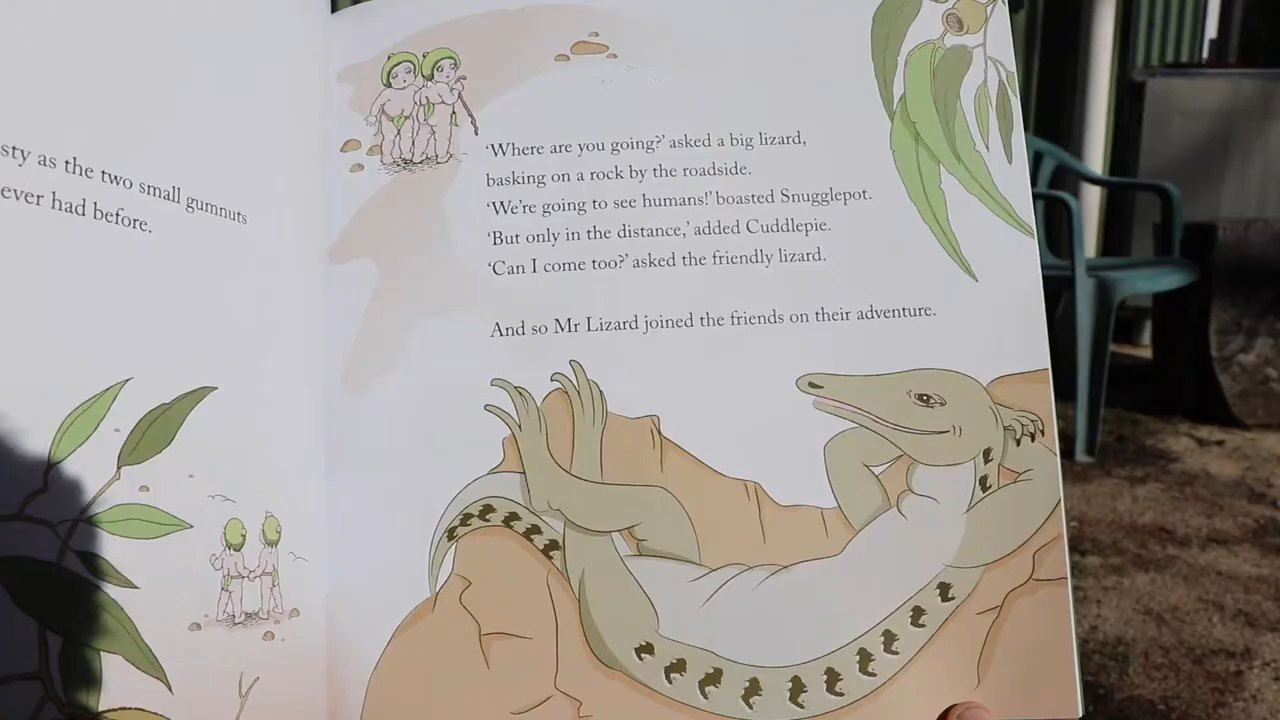 sty as the two small gumnuts
ever had before.
‘Where are you going?’ asked a big lizard,
basking on a rock by the roadside.
‘We’re going to see humans!’ boasted Snugglepot.
‘But only in the distance,’ added Cuddlepie.
‘Can I come too?’ asked the friendly lizard.
And so Mr Lizard joined the friends on their adventure.